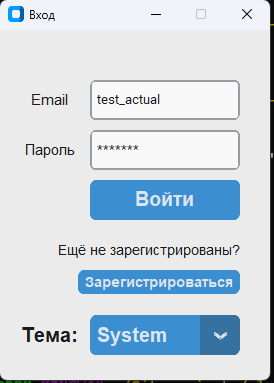 Вход
Email test_actual
Пароль *******
Войти
Ещё не зарегистрированы?
Зарегистрироваться
Тема: System